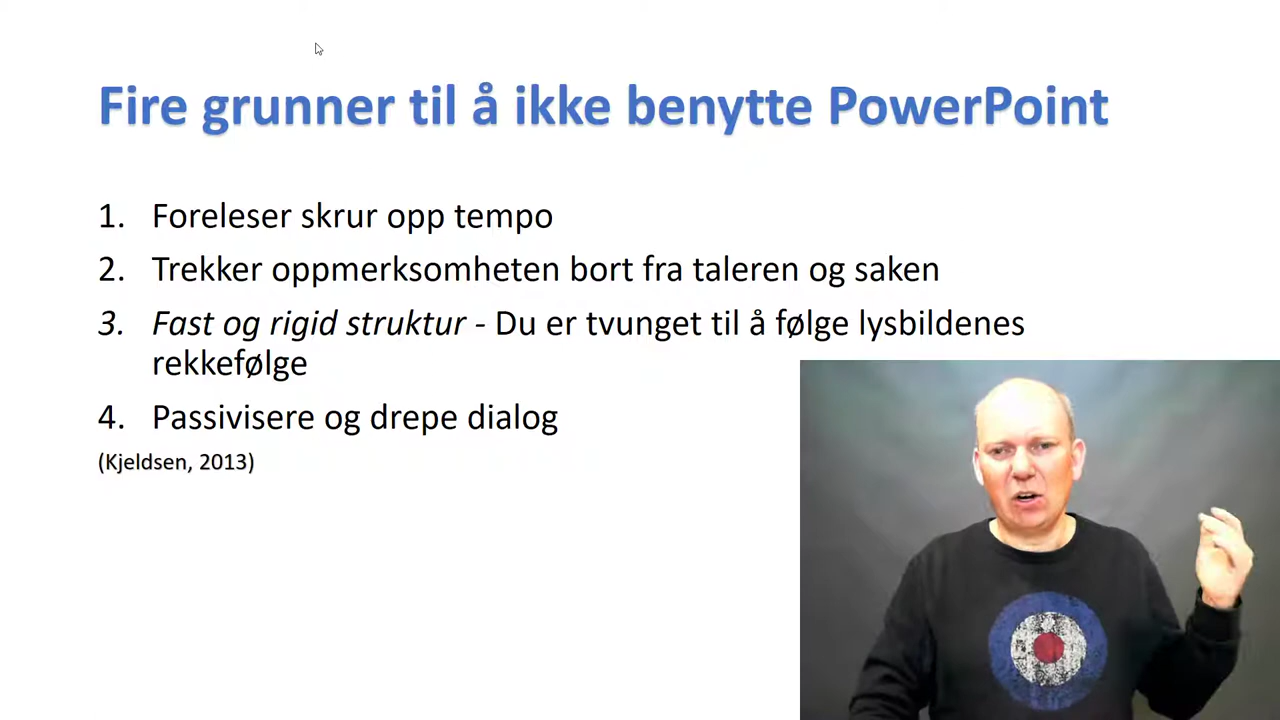 Fire grunner til å ikke benytte PowerPoint
1. Foreleser skrur opp tempo
2. Trekker oppmerksomheten bort fra taleren og saken
3. Fast og rigid struktur - Du er tvunget til å følge lysbildenes
rekkefølge
4. Passivisere og drepe dialog
(Kjeldsen, 2013)